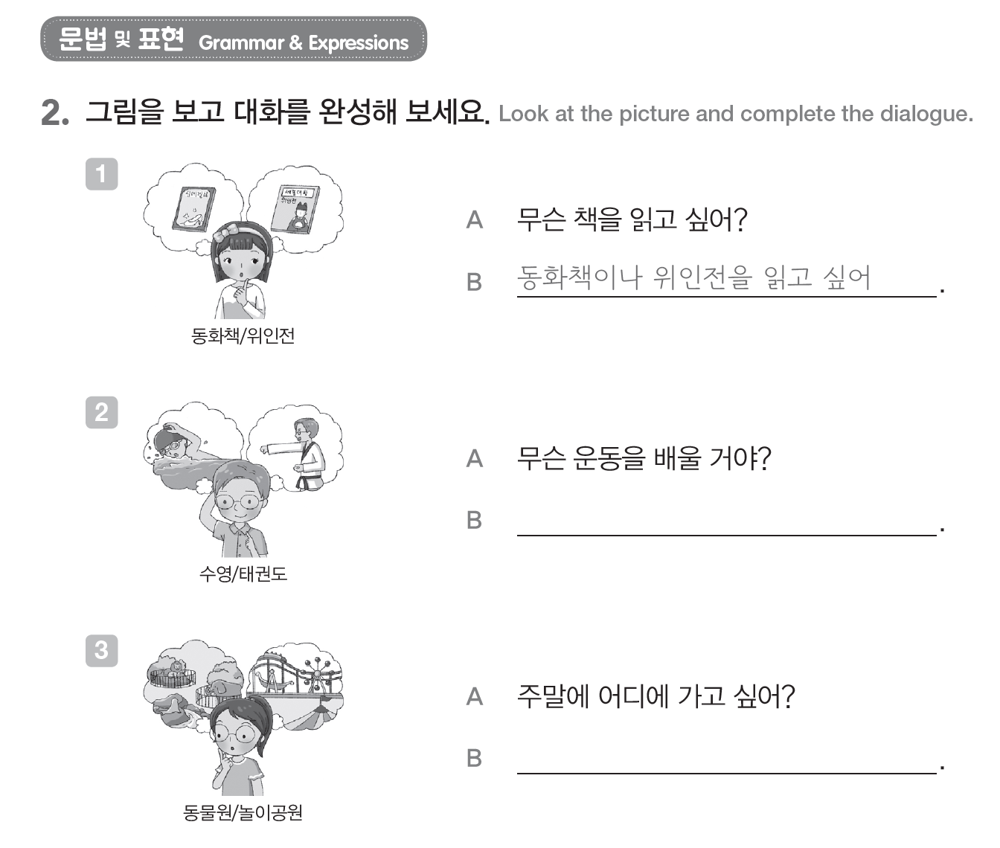 문법 및 표현 Grammar & Expressions
2. 그림을 보고 대화를 완성해 보세요. Look at the picture and complete the dialogue.
1
신데렐라
세종대왕
위인전
동화책/위인전
A 무슨 책을 읽고 싶어?
B 동화책이나 위인전을 읽고 싶어.
2
수영/태권도
A 무슨 운동을 배울 거야?
B .
3
동물원/놀이공원
A 주말에 어디에 가고 싶어?
B .